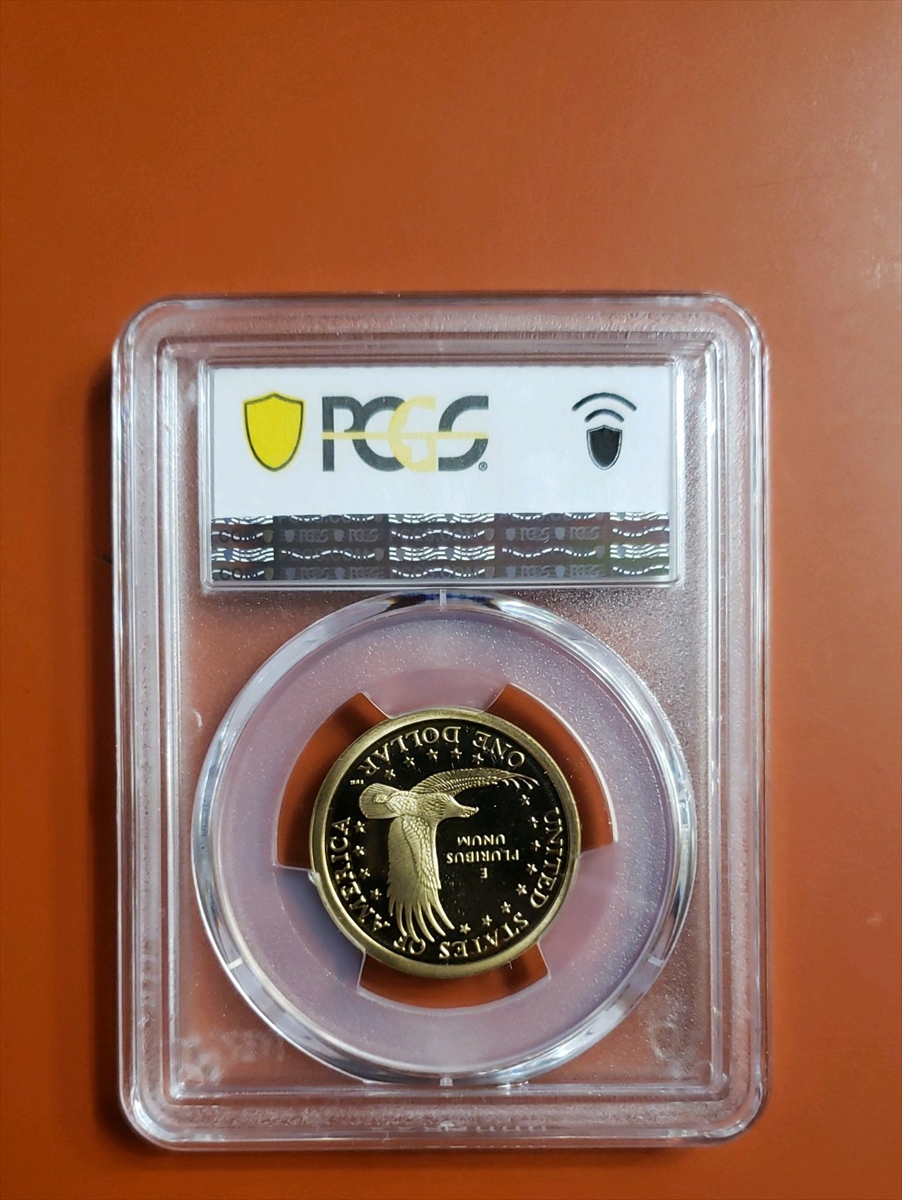 PCGS®
UNITED STATES OF AMERICA
E
PLURIBUS
UNUM
ONE DOLLAR